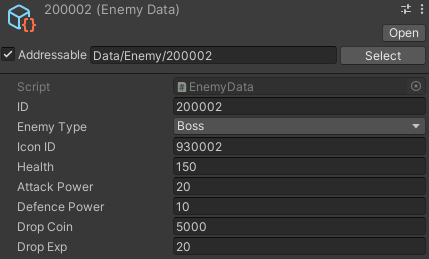 200002 (Enemy Data)
Open
Addressable Data/Enemy/200002 Select
Script EnemyData
ID 200002
Enemy Type Boss
Icon ID 930002
Health 150
Attack Power 20
Defence Power 10
Drop Coin 5000
Drop Exp 20